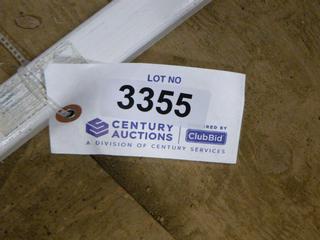 LOT NO
3355
CENTURY
AUCTIONS
ClubBid
A DIVISION OF CENTURY SERVICES